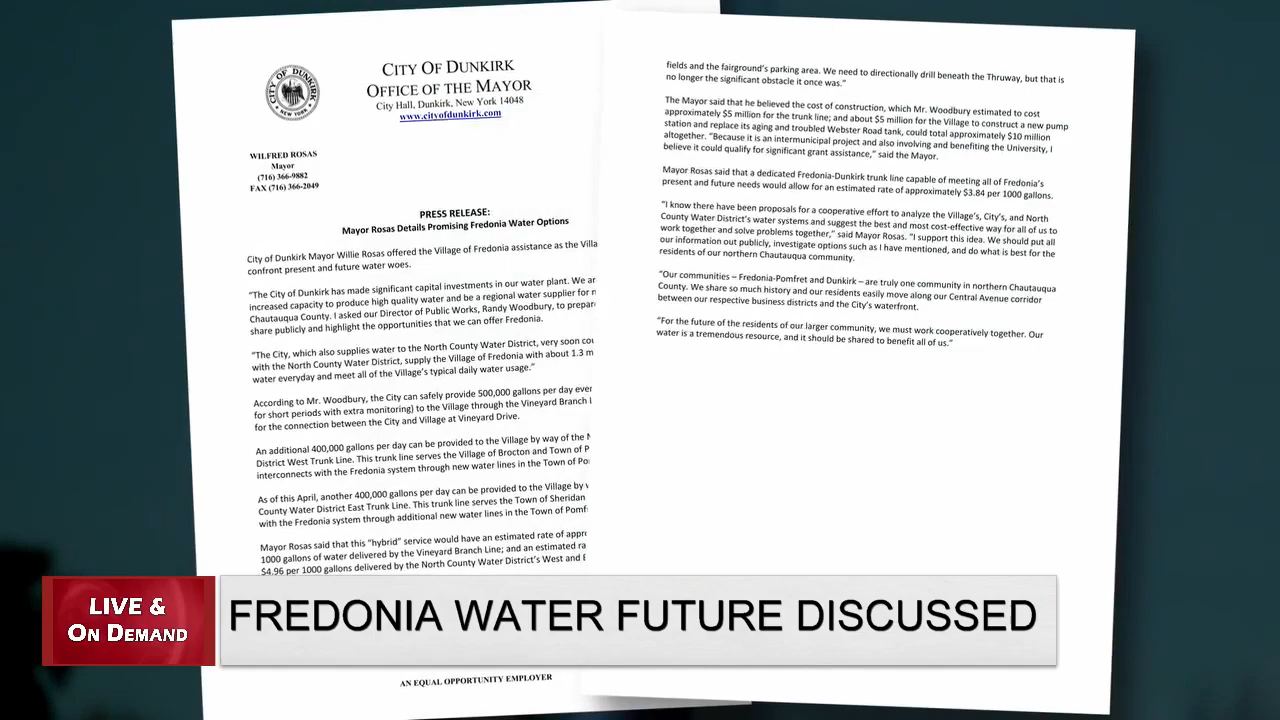 CITY OF DUNKIRK
NEW YORK
CITY OF DUNKIRK
OFFICE OF THE MAYOR
City Hall, Dunkirk, New York 14048
www.cityofdunkirk.com
WILFRED ROSAS
Mayor
(716) 366-9882
FAX (716) 366-2049
PRESS RELEASE:
Mayor Rosas Details Promising Fredonia Water Options
City of Dunkirk Mayor Willie Rosas offered the Village of Fredonia assistance as the Villa
confront present and future water woes.
"The City of Dunkirk has made significant capital investments in our water plant. We ar
increased capacity to produce high quality water and be a regional water supplier for n
Chautauqua County. I asked our Director of Public Works, Randy Woodbury, to prepar
share publicly and highlight the opportunities that we can offer Fredonia.
"The City, which also supplies water to the North County Water District, very soon cou
with the North County Water District, supply the Village of Fredonia with about 1.3 m
water everyday and meet all of the Village's typical daily water usage."
According to Mr. Woodbury, the City can safely provide 500,000 gallons per day ever
for short periods with extra monitoring) to the Village through the Vineyard Branch L
for the connection between the City and Village at Vineyard Drive.
An additional 400,000 gallons per day can be provided to the Village by way of the N
District West Trunk Line. This trunk line serves the Village of Brocton and Town of P
interconnects with the Fredonia system through new water lines in the Town of Po
As of this April, another 400,000 gallons per day can be provided to the Village by
County Water District East Trunk Line. This trunk line serves the Town of Sheridan
with the Fredonia system through additional new water lines in the Town of Pomf
Mayor Rosas said that this "hybrid" service would have an estimated rate of appr
1000 gallons of water delivered by the Vineyard Branch Line; and an estimated ra
$4.96 per 1000 gallons delivered by the North County Water District's West and E
AN EQUAL OPPORTUNITY EMPLOYER
fields and the fairground's parking area. We need to directionally drill beneath the Thruway, but that is
no longer the significant obstacle it once was."
The Mayor said that he believed the cost of construction, which Mr. Woodbury estimated to cost
approximately $5 million for the trunk line; and about $5 million for the Village to construct a new pump
station and replace its aging and troubled Webster Road tank, could total approximately $10 million
altogether. "Because it is an intermunicipal project and also involving and benefiting the University, I
believe it could qualify for significant grant assistance," said the Mayor.
Mayor Rosas said that a dedicated Fredonia-Dunkirk trunk line capable of meeting all of Fredonia's
present and future needs would allow for an estimated rate of approximately $3.84 per 1000 gallons.
"I know there have been proposals for a cooperative effort to analyze the Village's, City's, and North
County Water District's water systems and suggest the best and most cost-effective way for all of us to
work together and solve problems together," said Mayor Rosas. "I support this idea. We should put all
our information out publicly, investigate options such as I have mentioned, and do what is best for the
residents of our northern Chautauqua community.
"Our communities – Fredonia-Pomfret and Dunkirk – are truly one community in northern Chautauqua
County. We share so much history and our residents easily move along our Central Avenue corridor
between our respective business districts and the City's waterfront.
"For the future of the residents of our larger community, we must work cooperatively together. Our
water is a tremendous resource, and it should be shared to benefit all of us."
LIVE &
ON DEMAND
FREDONIA WATER FUTURE DISCUSSED